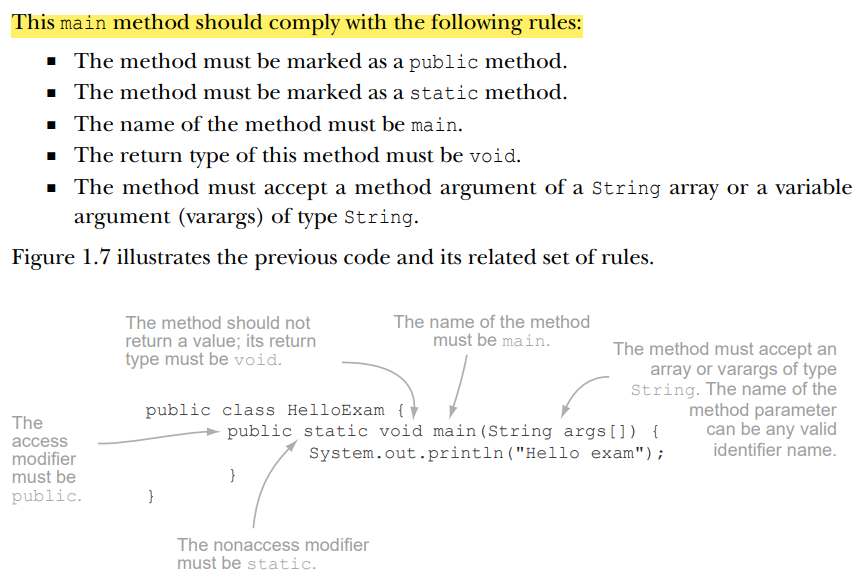 This main method should comply with the following rules:
■ The method must be marked as a public method.
■ The method must be marked as a static method.
■ The name of the method must be main.
■ The return type of this method must be void.
■ The method must accept a method argument of a String array or a variable
argument (varargs) of type String.
Figure 1.7 illustrates the previous code and its related set of rules.
The method should not
return a value; its return
type must be void.
The name of the method
must be main.
The method must accept an
array or varargs of type
String. The name of the
method parameter
can be any valid
identifier name.
The
access
modifier
must be
public.
public class HelloExam {
public static void main(String args[]) {
System.out.println("Hello exam");
}
}
The nonaccess modifier
must be static.